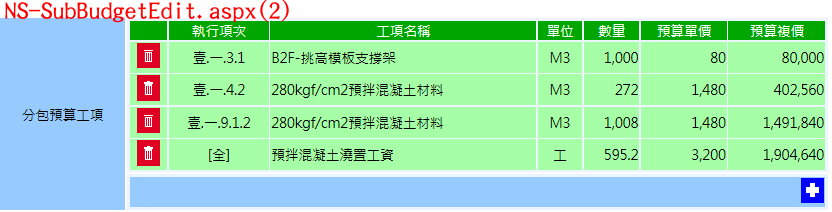 NS-SubBudgetEdit.aspx(2)
執行項次 工項名稱 單位 數量 預算單價 預算複價
壹.一.3.1 B2F-挑高模板支撐架 M3 1,000 80 80,000
壹.一.4.2 280kgf/cm2預拌混凝土材料 M3 272 1,480 402,560
分包預算工項
壹.一.9.1.2 280kgf/cm2預拌混凝土材料 M3 1,008 1,480 1,491,840
[全] 預拌混凝土澆置工資 工 595.2 3,200 1,904,640